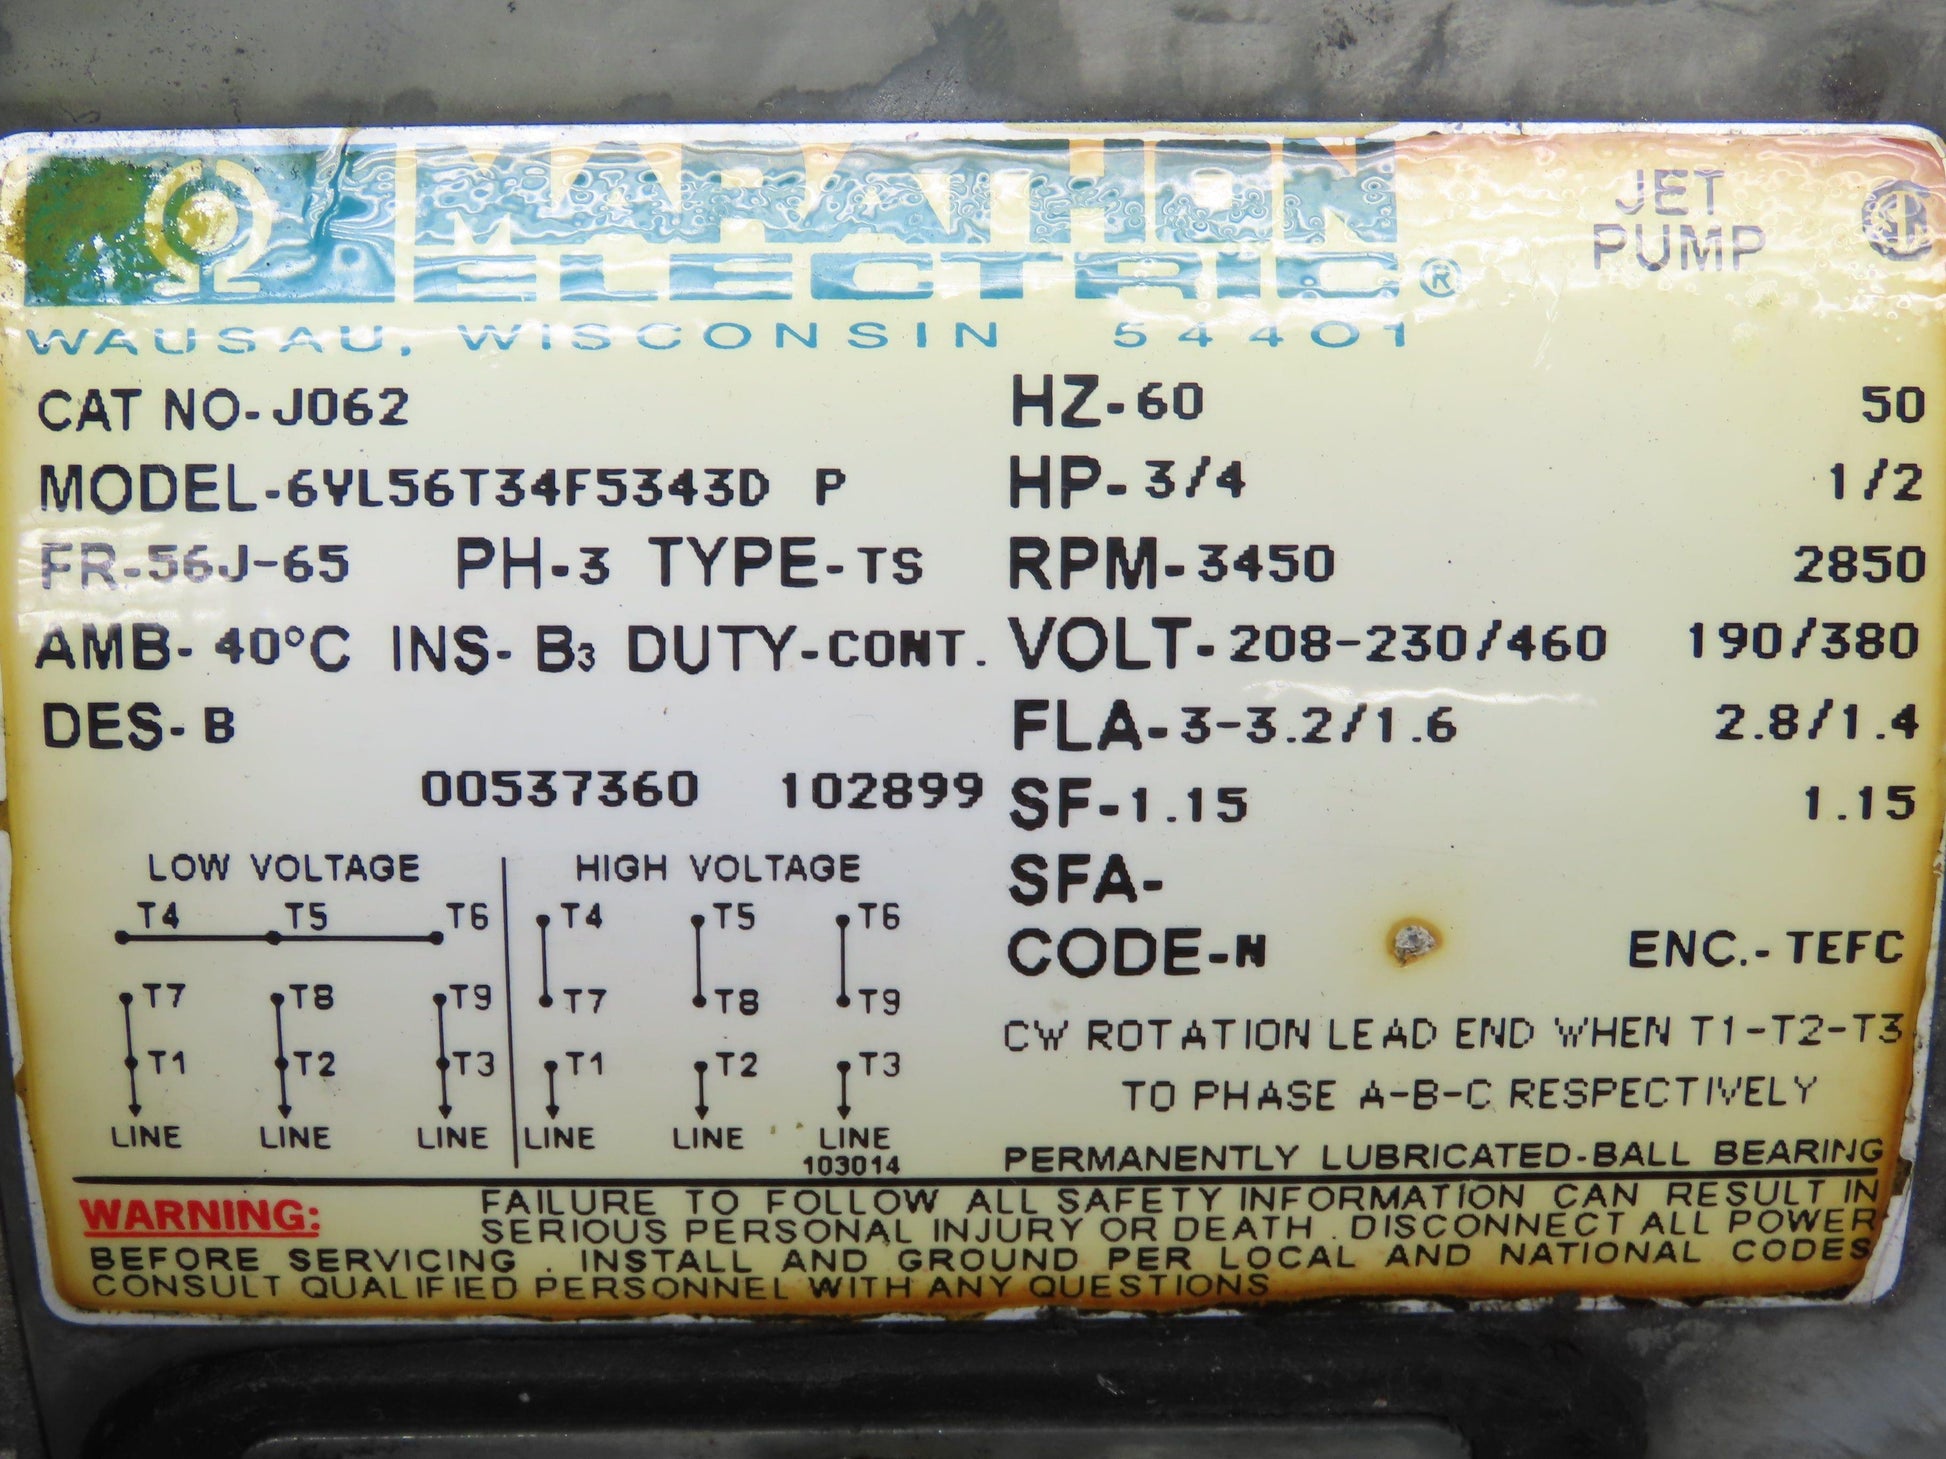 MARATHON
ELECTRIC®
WAUSAU, WISCONSIN 54401
JET
PUMP
CAT NO-J062
MODEL-6VL56T34F5343D P
FR-56J-65 PH-3 TYPE-TS
AMB-40°C INS-B3 DUTY-CONT.
DES-B
00537360 102899
HZ-60 50
HP-3/4 1/2
RPM-3450 2850
VOLT-208-230/460 190/380
FLA-3-3.2/1.6 2.8/1.4
SF-1.15 1.15
SFA-
CODE-N ENC.-TEFC
CW ROTATION LEAD END WHEN T1-T2-T3
TO PHASE A-B-C RESPECTIVELY
PERMANENTLY LUBRICATED-BALL BEARING
LOW VOLTAGE
T4 T5 T6
T7 T8 T9
T1 T2 T3
LINE LINE LINE
HIGH VOLTAGE
T4 T5 T6
T7 T8 T9
T1 T2 T3
LINE LINE LINE
103014
WARNING: FAILURE TO FOLLOW ALL SAFETY INFORMATION CAN RESULT IN
SERIOUS PERSONAL INJURY OR DEATH. DISCONNECT ALL POWER
BEFORE SERVICING. INSTALL AND GROUND PER LOCAL AND NATIONAL CODES
CONSULT QUALIFIED PERSONNEL WITH ANY QUESTIONS